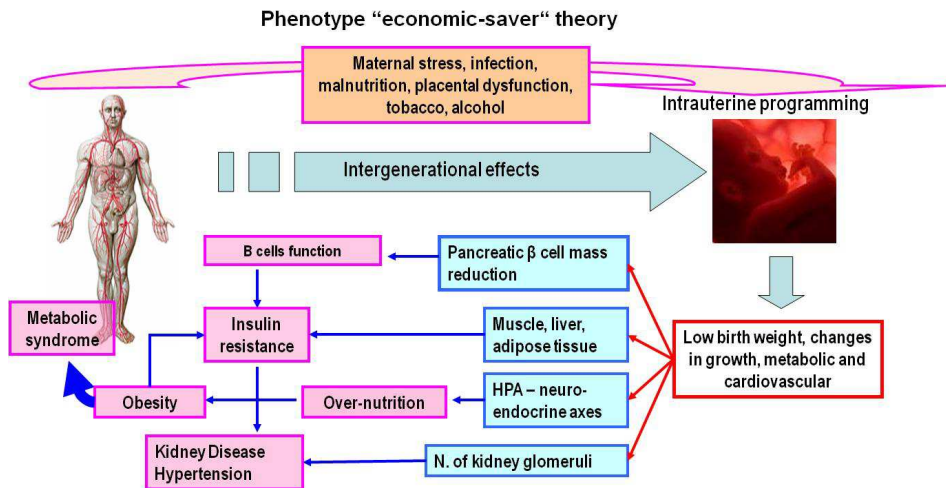 Phenotype “economic-saver“ theory
Maternal stress, infection,
malnutrition, placental dysfunction,
tobacco, alcohol
Intrauterine programming
Intergenerational effects
B cells function
Pancreatic β cell mass
reduction
Metabolic
syndrome
Insulin
resistance
Muscle, liver,
adipose tissue
Low birth weight, changes
in growth, metabolic and
cardiovascular
Obesity
Over-nutrition
HPA – neuro-
endocrine axes
Kidney Disease
Hypertension
N. of kidney glomeruli